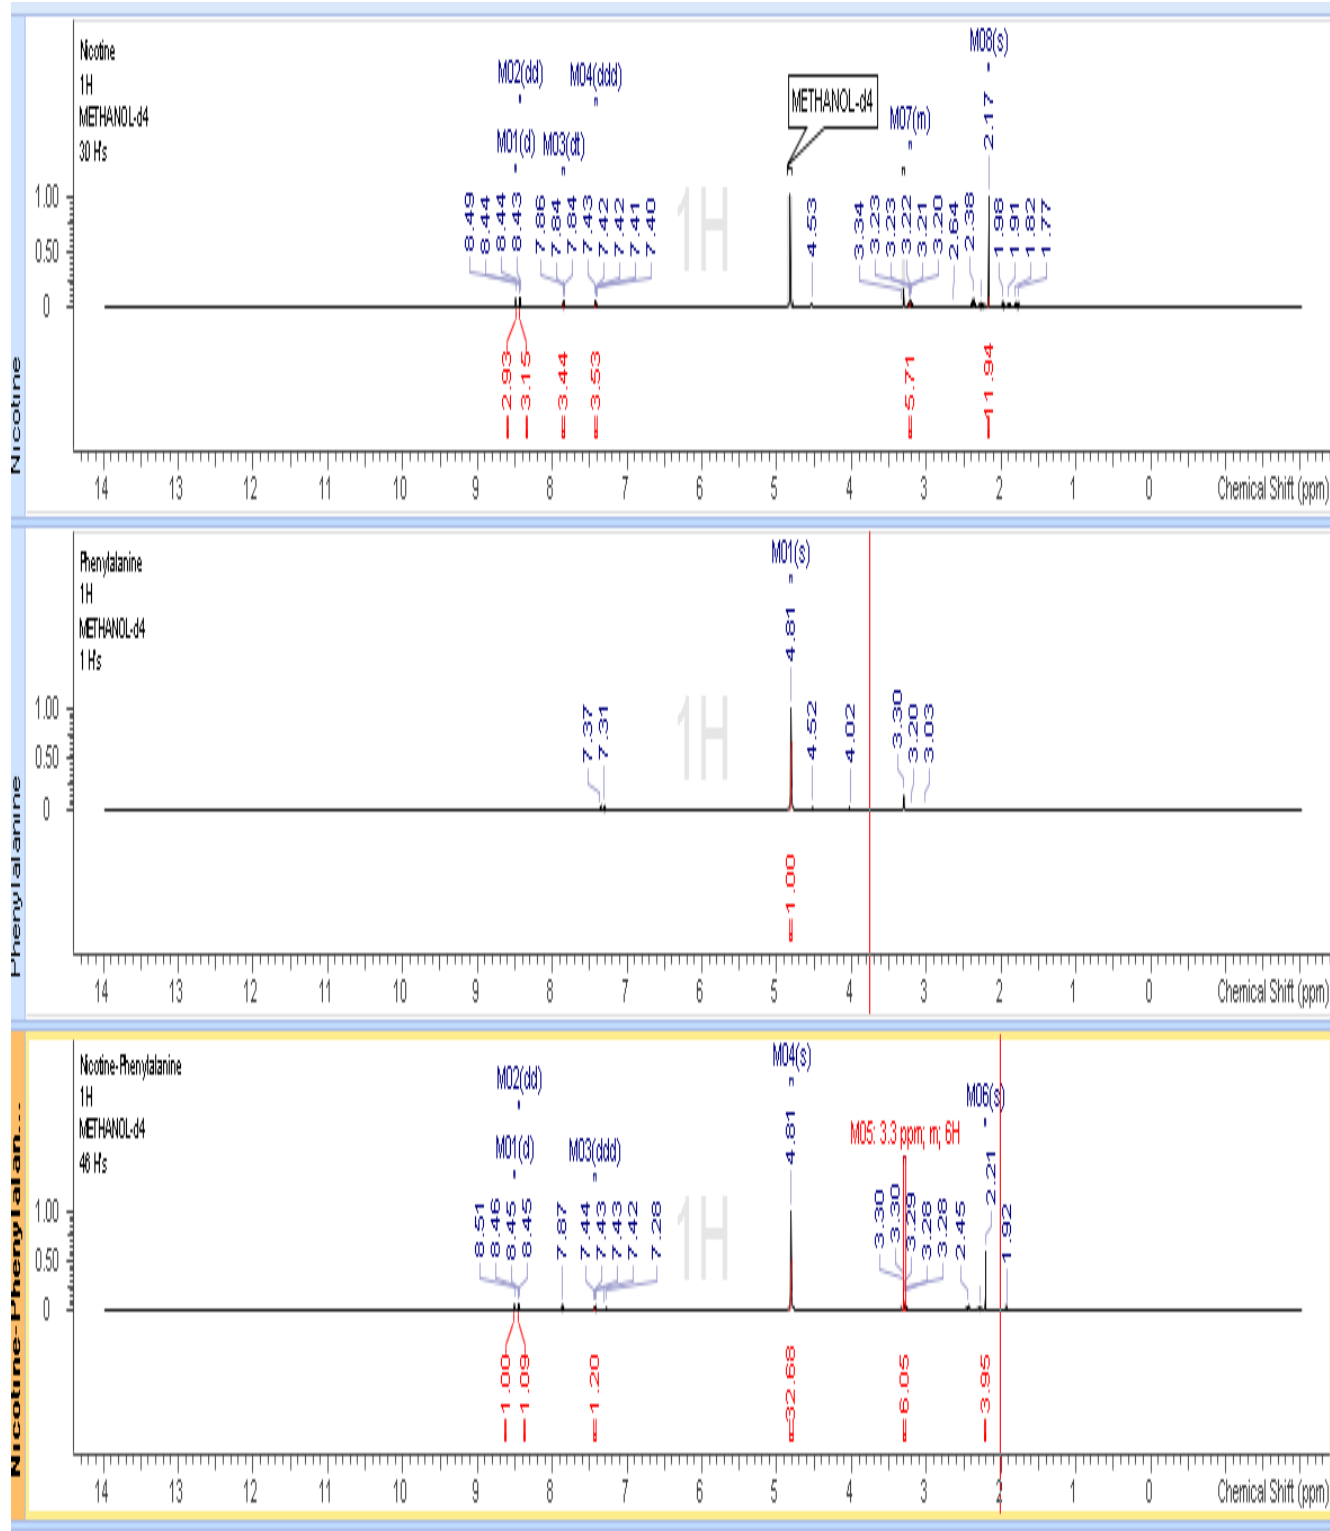 Nicotine
Nicotine
1H
METHANOL-d4
30 H's
M02(dd)
M04(ddd)
M08(s)
METHANOL-d4
M01(d)
M03(dt)
M07(m)
1H
8.49
8.44
8.44
8.43
7.86
7.84
7.84
7.43
7.42
7.42
7.41
7.40
4.53
3.34
3.23
3.23
3.22
3.21
3.20
2.64
2.38
2.17
1.98
1.91
1.82
1.77
1.00
0.50
0
2.93
3.15
3.44
3.53
5.71
11.94
14 13 12 11 10 9 8 7 6 5 4 3 2 1 0 Chemical Shift (ppm)
Phenylalanine
Phenylalanine
1H
METHANOL-d4
1 H's
M01(s)
1H
7.37
7.31
4.81
4.52
4.02
3.30
3.20
3.03
1.00
0.50
0
1.00
14 13 12 11 10 9 8 7 6 5 4 3 2 1 0 Chemical Shift (ppm)
Nicotine-Phenylalan...
Nicotine-Phenylalanine
1H
METHANOL-d4
46 H's
M02(dd)
M04(s)
M06(s)
M01(d)
M03(ddd)
M05: 3.3 ppm; m; 6H
1H
8.51
8.46
8.45
8.45
7.87
7.44
7.43
7.43
7.42
7.28
4.81
3.30
3.30
3.29
3.28
3.28
2.45
2.21
1.92
1.00
0.50
0
1.00
1.09
1.20
32.68
6.05
3.95
14 13 12 11 10 9 8 7 6 5 4 3 2 1 0 Chemical Shift (ppm)